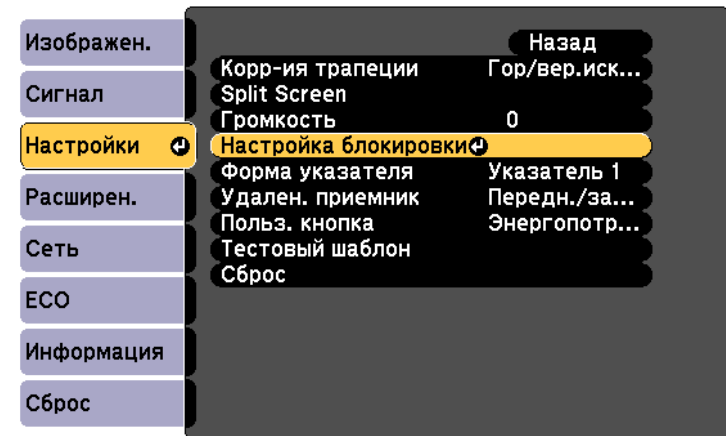 Изображен.
Сигнал
Настройки
Расширен.
Сеть
ECO
Информация
Сброс
Назад
Корр-ия трапеции Гор/вер.иск...
Split Screen
Громкость 0
Настройка блокировки
Форма указателя Указатель 1
Удален. приемник Передн./за...
Польз. кнопка Энергопотр...
Тестовый шаблон
Сброс